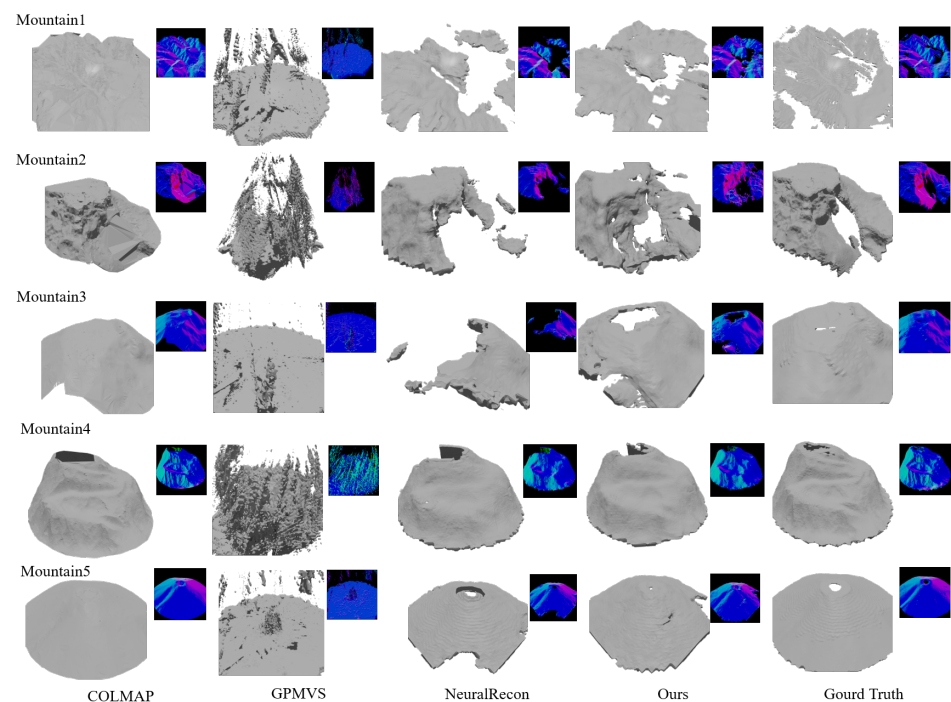 Mountain1
Mountain2
Mountain3
Mountain4
Mountain5
COLMAP GPMVS NeuralRecon Ours Gourd Truth